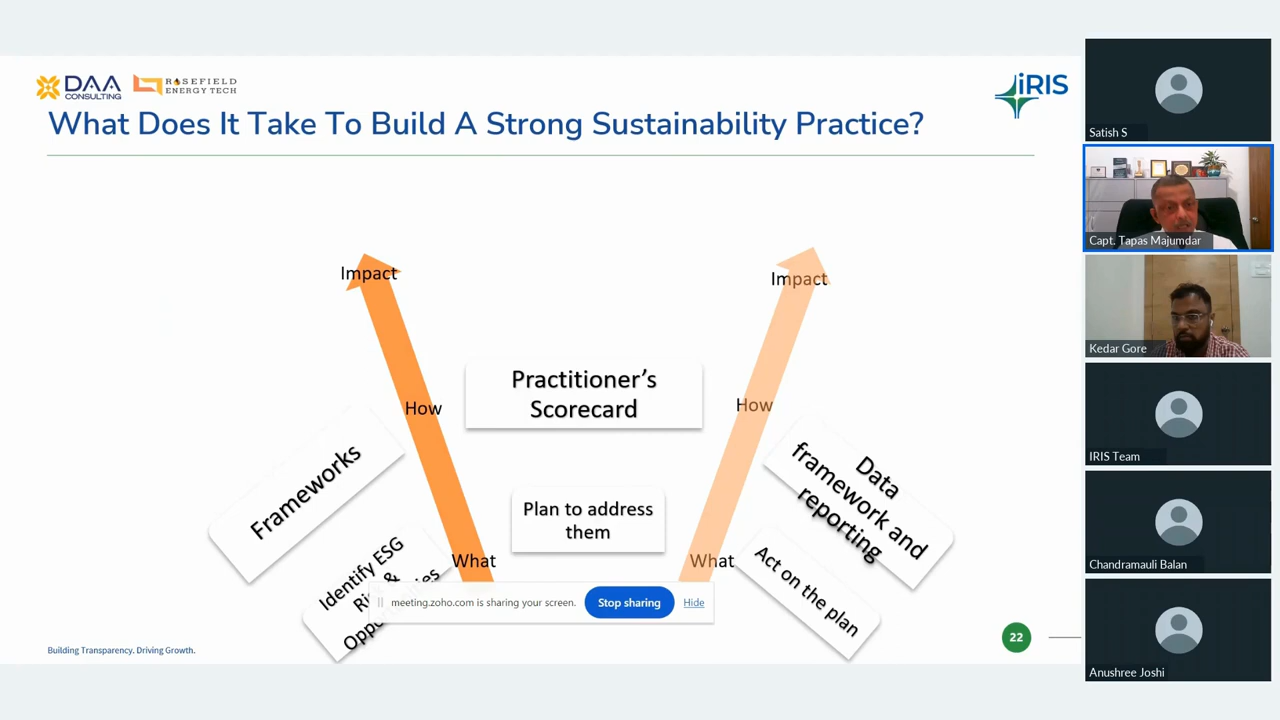 DAA
CONSULTING
ROSEFIELD
ENERGY TECH
iRIS
What Does It Take To Build A Strong Sustainability Practice?
Impact
How
What
Impact
How
What
Practitioner's
Scorecard
Plan to address
them
Frameworks
Identify ESG
&
Data
framework and
reporting
Act on the plan
meeting.zoho.com is sharing your screen.
Stop sharing
Hide
Building Transparency. Driving Growth.
22
Satish S
Capt. Tapas Majumdar
Kedar Gore
IRIS Team
Chandramauli Balan
Anushree Joshi